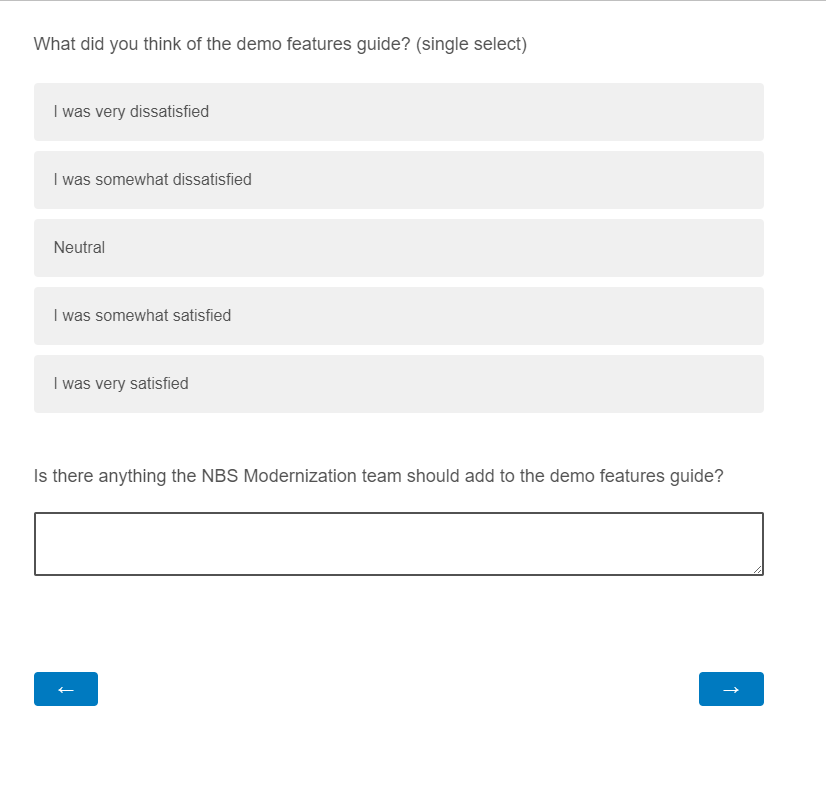 What did you think of the demo features guide? (single select)
I was very dissatisfied
I was somewhat dissatisfied
Neutral
I was somewhat satisfied
I was very satisfied
Is there anything the NBS Modernization team should add to the demo features guide?
← →